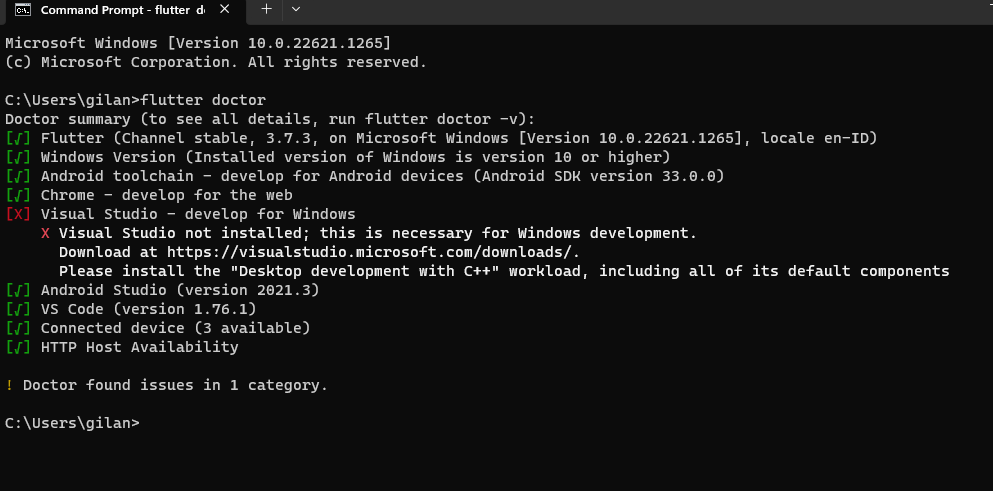 Command Prompt - flutter d
Microsoft Windows [Version 10.0.22621.1265]
(c) Microsoft Corporation. All rights reserved.
C:\Users\gilan>flutter doctor
Doctor summary (to see all details, run flutter doctor -v):
[√] Flutter (Channel stable, 3.7.3, on Microsoft Windows [Version 10.0.22621.1265], locale en-ID)
[√] Windows Version (Installed version of Windows is version 10 or higher)
[√] Android toolchain - develop for Android devices (Android SDK version 33.0.0)
[√] Chrome - develop for the web
[X] Visual Studio - develop for Windows
X Visual Studio not installed; this is necessary for Windows development.
Download at https://visualstudio.microsoft.com/downloads/.
Please install the "Desktop development with C++" workload, including all of its default components
[√] Android Studio (version 2021.3)
[√] VS Code (version 1.76.1)
[√] Connected device (3 available)
[√] HTTP Host Availability
! Doctor found issues in 1 category.
C:\Users\gilan>